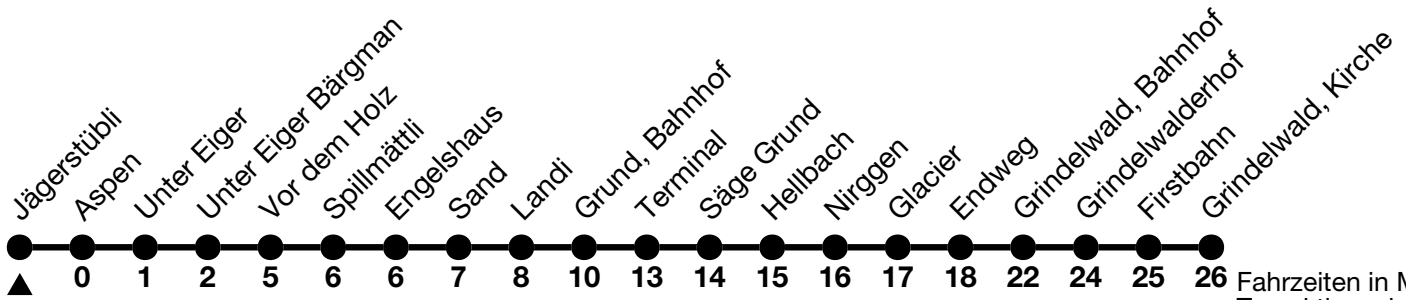 Jägerstübli
Aspen
Unter Eiger
Unter Eiger Bärgman
Vor dem Holz
Spillmättli
Engelshaus
Sand
Landi
Grund, Bahnhof
Terminal
Säge Grund
Hellbach
Nirggen
Glacier
Endweg
Grindelwald, Bahnhof
Grindelwalderhof
Firstbahn
Grindelwald, Kirche
0 1 2 5 6 6 7 8 10 13 14 15 16 17 18 22 24 25 26
Fahrzeiten in M